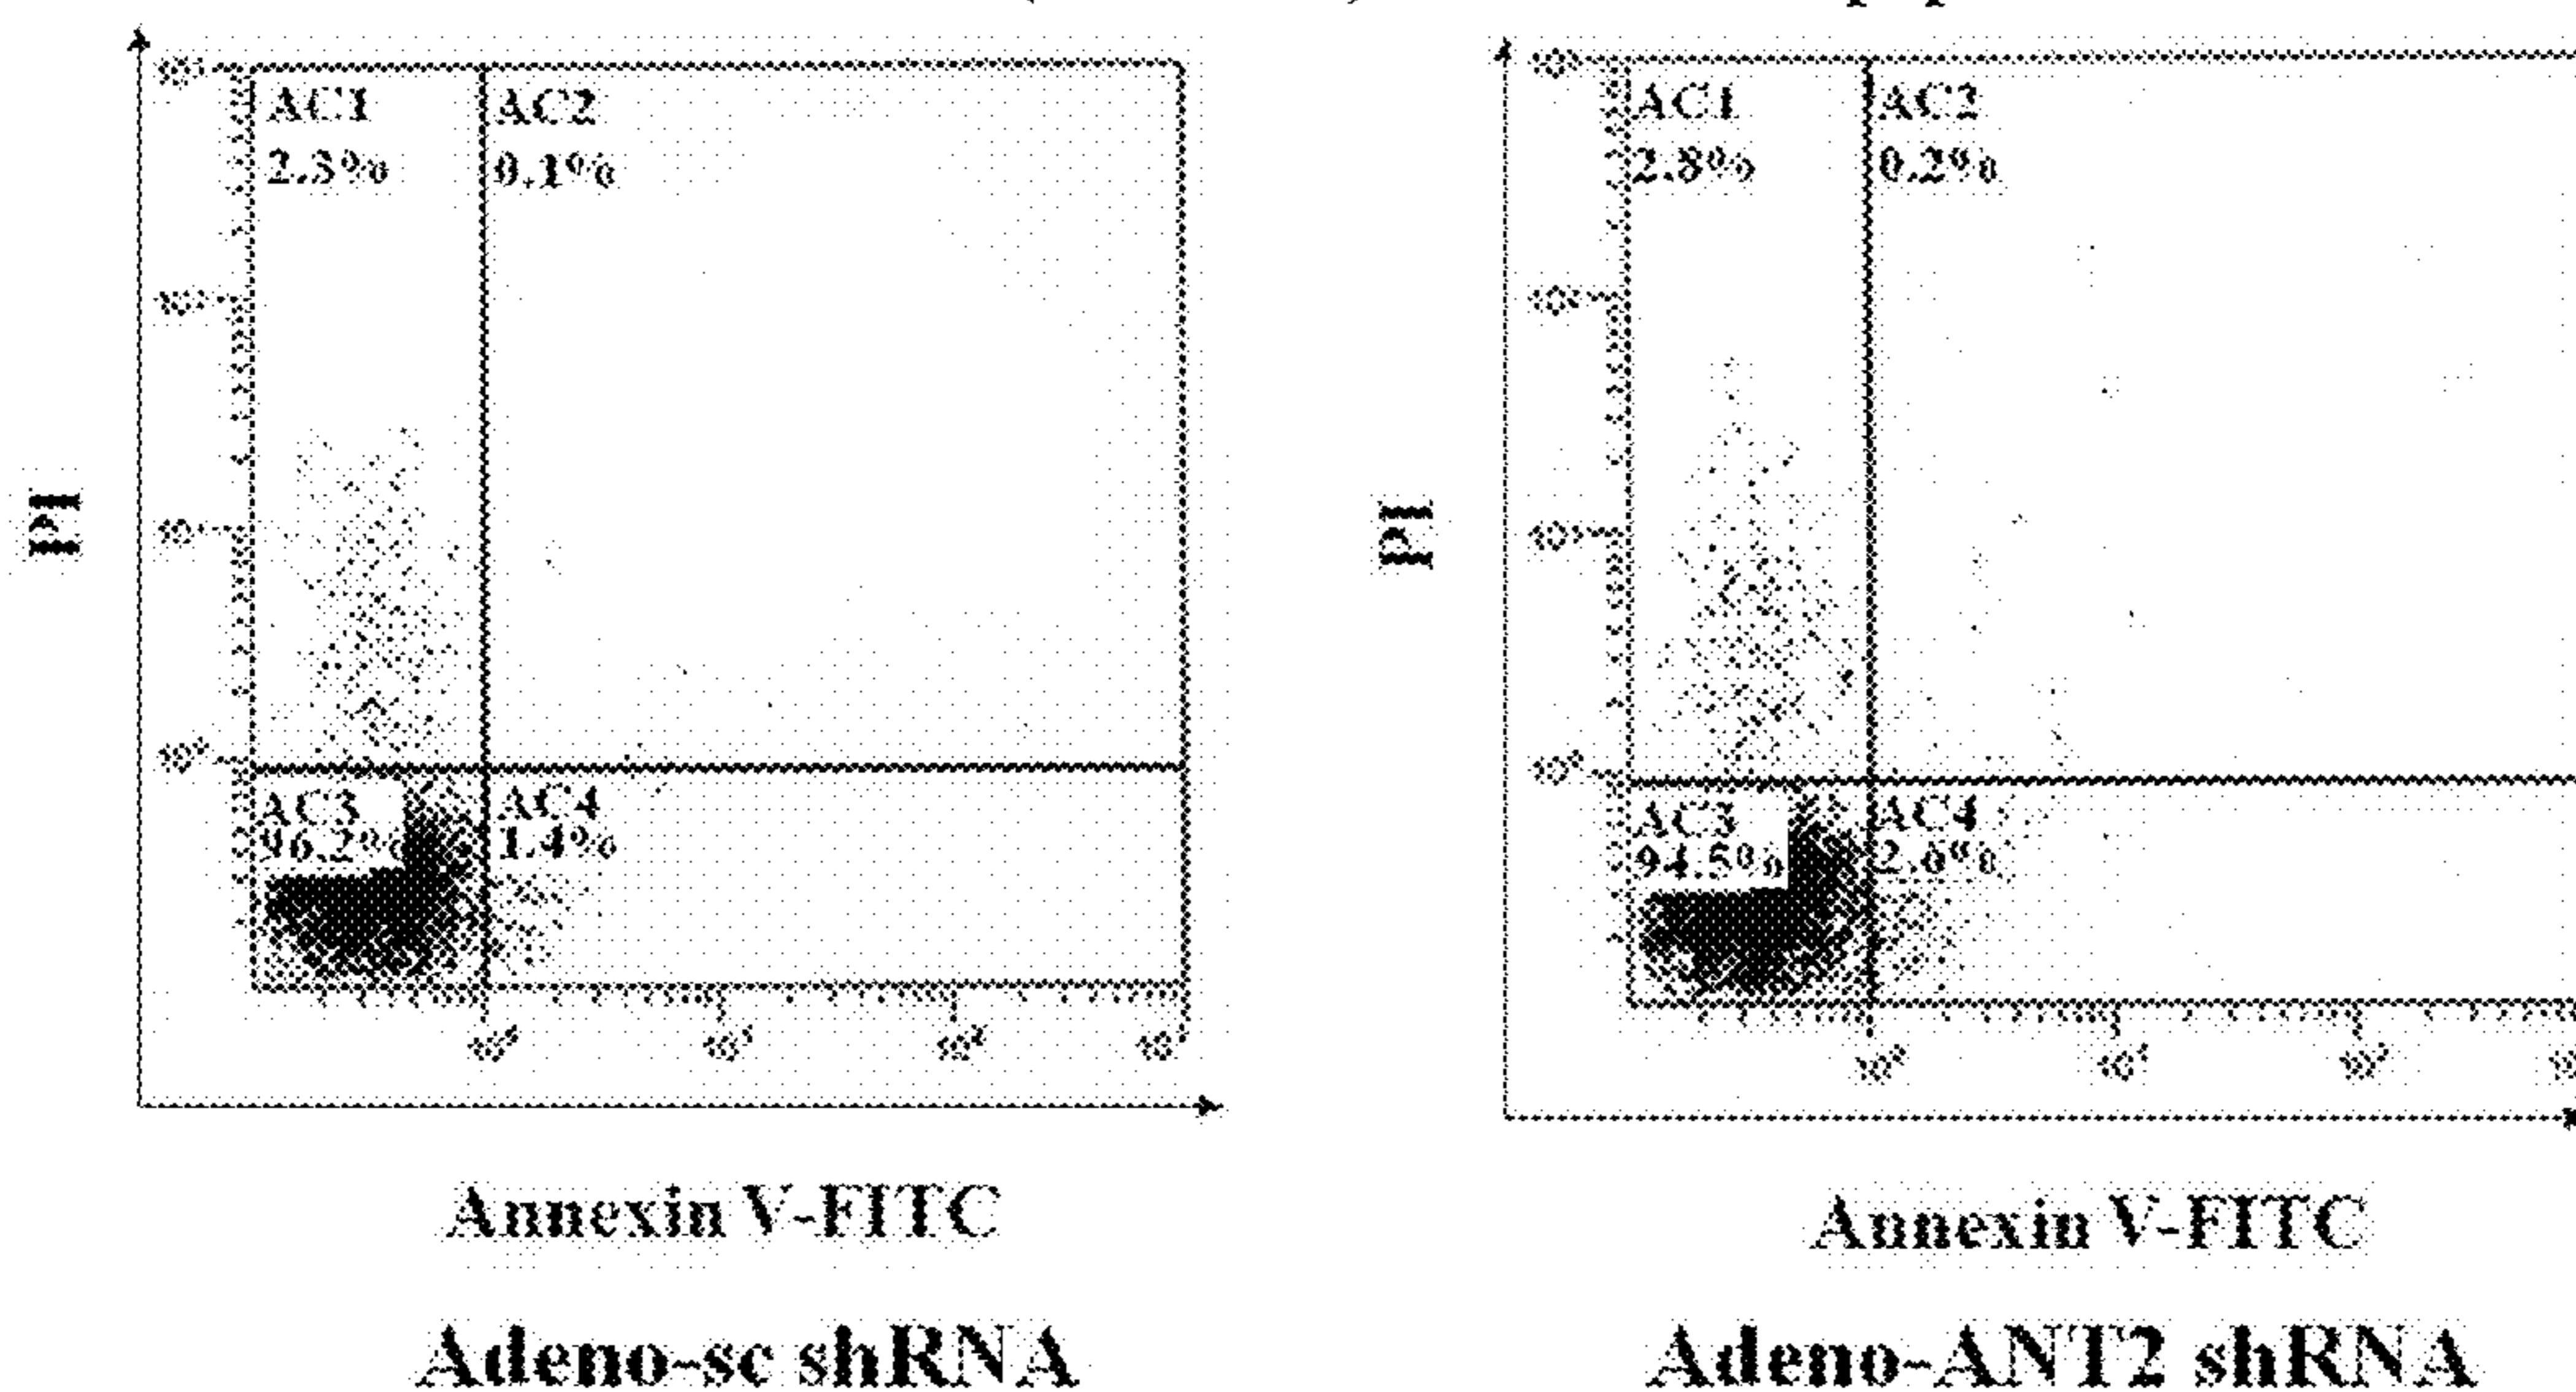 AC1
2.3%
AC2
0.1%
PI
AC3
96.2%
AC4
1.4%
Annexin V-FITC
Adeno-sc shRNA
AC1
2.8%
AC2
0.2%
PI
AC3
94.5%
AC4
2.6%
Annexin V-FITC
Adeno-ANT2 shRNA